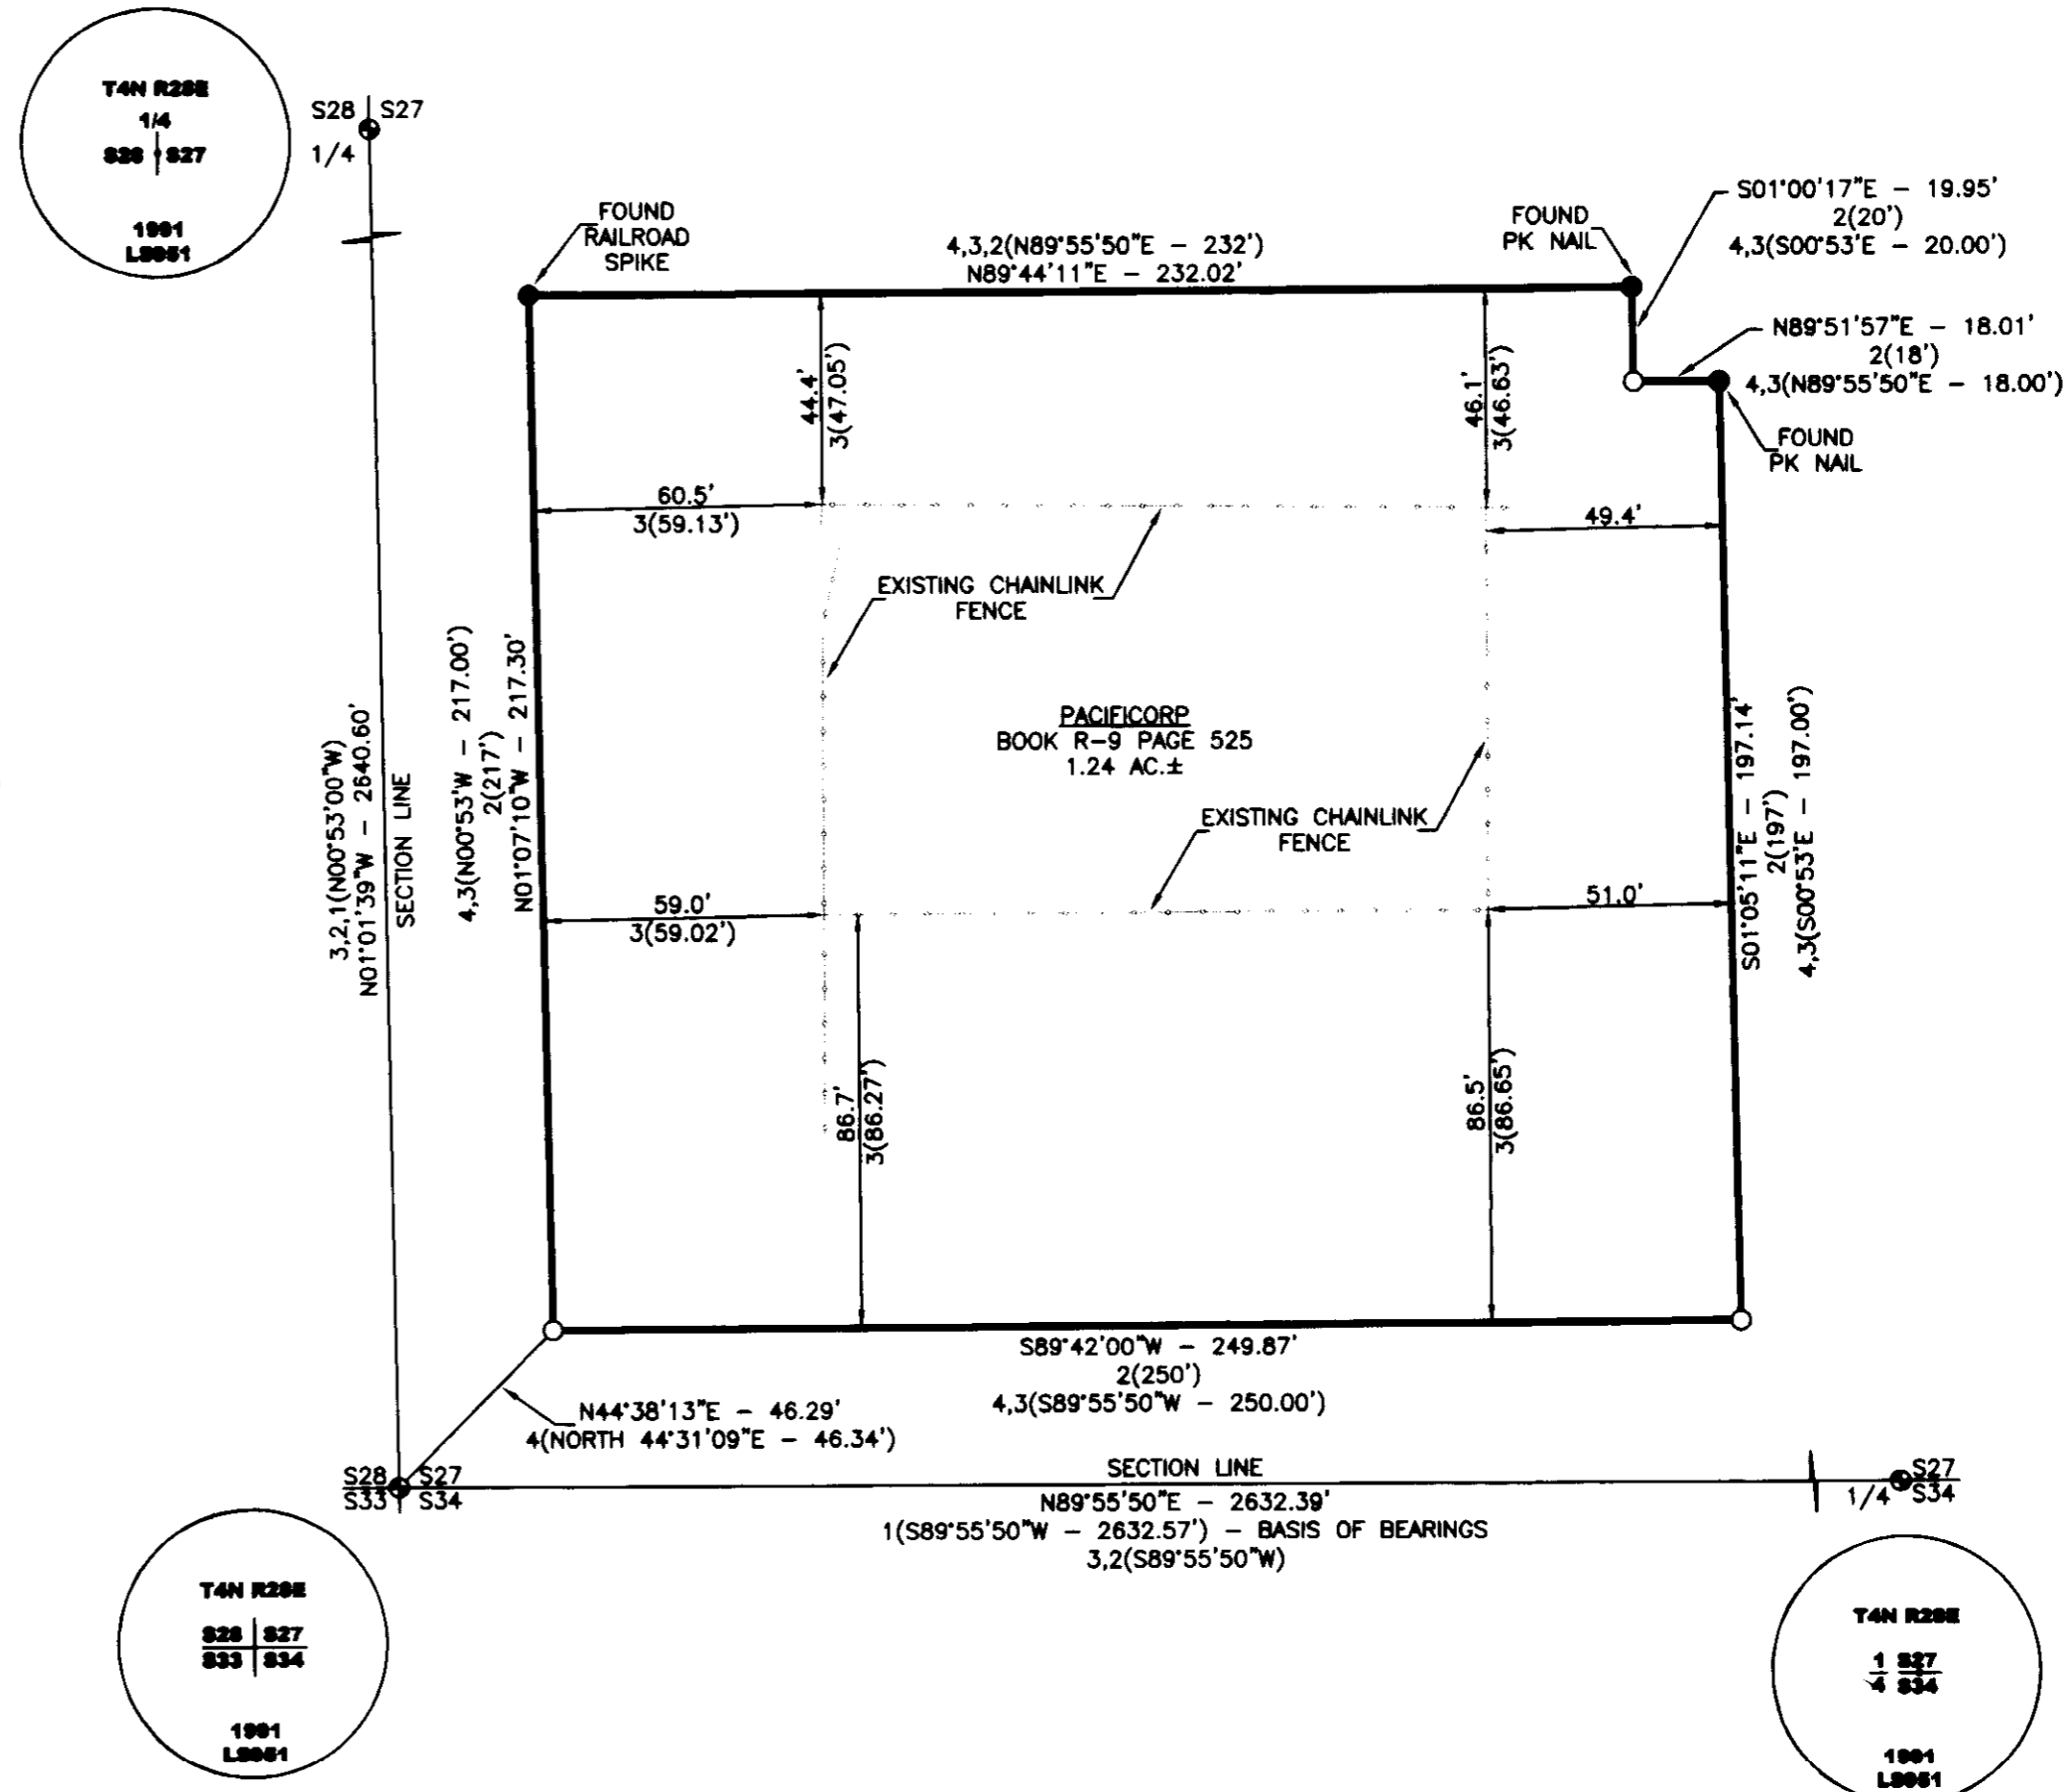 T4N R28E
1/4
S28 S27
1991
LS951
S28 S27
1/4
FOUND
RAILROAD
SPIKE
4,3,2(N89°55'50"E - 232')
N89°44'11"E - 232.02'
FOUND
PK NAIL
S01°00'17"E - 19.95'
2(20')
4,3(S00°53'E - 20.00')
N89°51'57"E - 18.01'
2(18')
4,3(N89°55'50"E - 18.00')
FOUND
PK NAIL
44.4'
3(47.05')
46.1'
3(46.63')
60.5'
3(59.13')
49.4'
EXISTING CHAINLINK
FENCE
3,2,1(N00°53'00"W)
N01°01'39"W - 2640.60'
SECTION LINE
4,3(N00°53'W - 217.00')
2(217')
N01°07'10"W - 217.30'
PACIFICORP
BOOK R-9 PAGE 525
1.24 AC.±
EXISTING CHAINLINK
FENCE
S01°05'11"E - 197.14'
2(197')
4,3(S00°53'E - 197.00')
59.0'
3(59.02')
51.0'
86.7'
3(86.27')
86.5'
3(86.65')
S89°42'00"W - 249.87'
2(250')
4,3(S89°55'50"W - 250.00')
N44°38'13"E - 46.29'
4(NORTH 44°31'09"E - 46.34')
S28 S27
S33 S34
SECTION LINE
N89°55'50"E - 2632.39'
1(S89°55'50"W - 2632.57') - BASIS OF BEARINGS
3,2(S89°55'50"W)
S27
1/4 S34
T4N R28E
S28 S27
S33 S34
1991
LS951
T4N R28E
1 S27
4 S34
1991
LS951